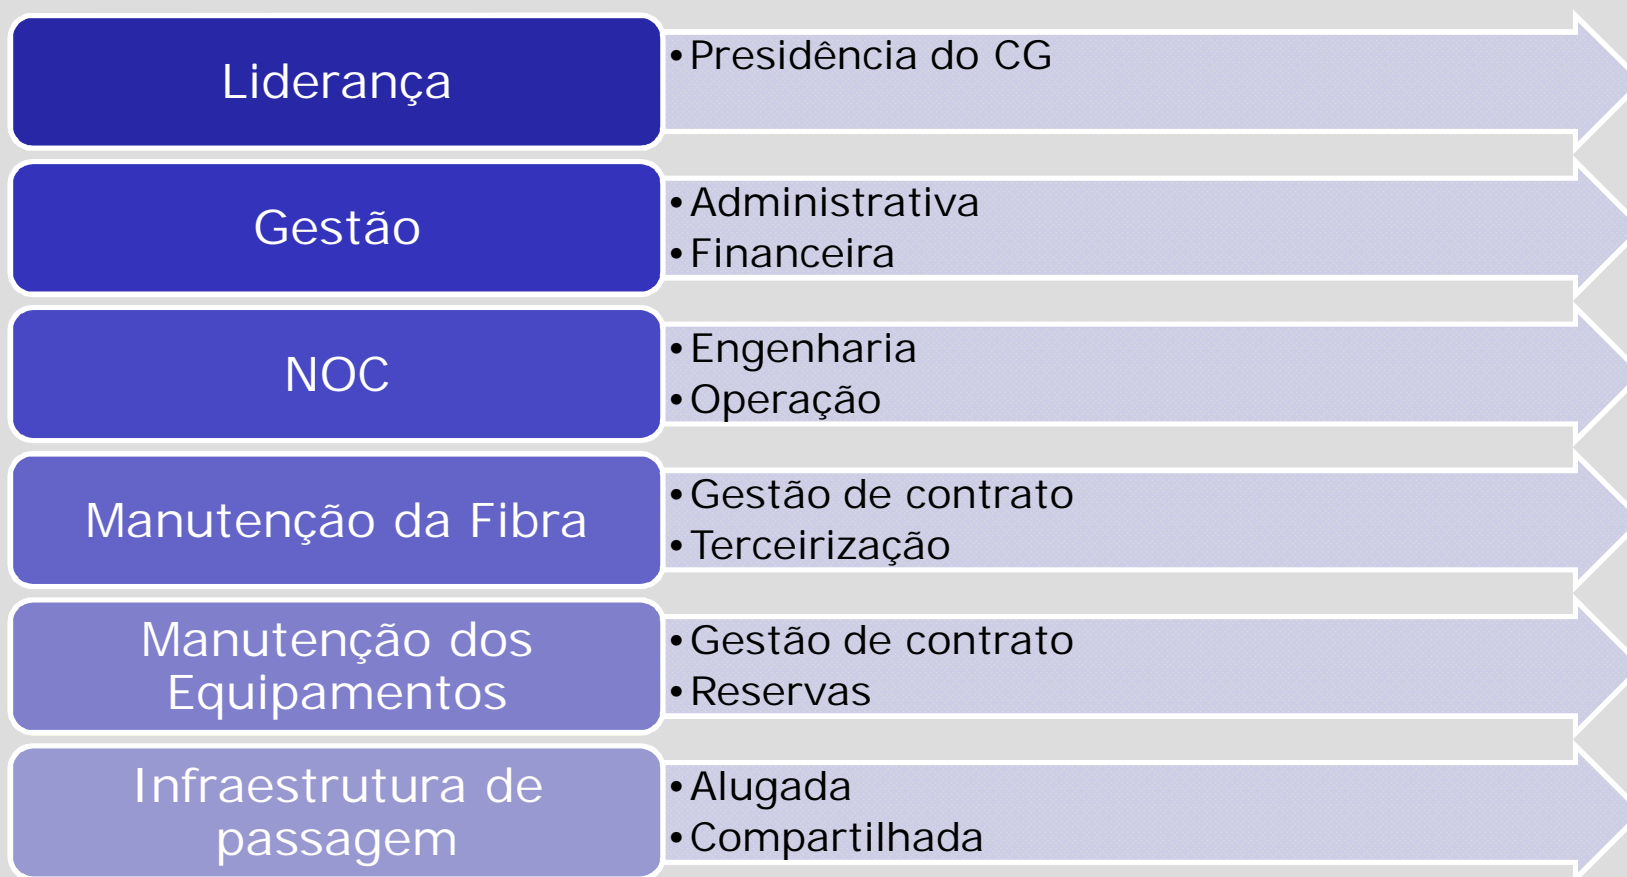 Liderança
•Presidência do CG
Gestão
•Administrativa
•Financeira
NOC
•Engenharia
•Operação
Manutenção da Fibra
•Gestão de contrato
•Terceirização
Manutenção dos
Equipamentos
•Gestão de contrato
•Reservas
Infraestrutura de
passagem
•Alugada
•Compartilhada